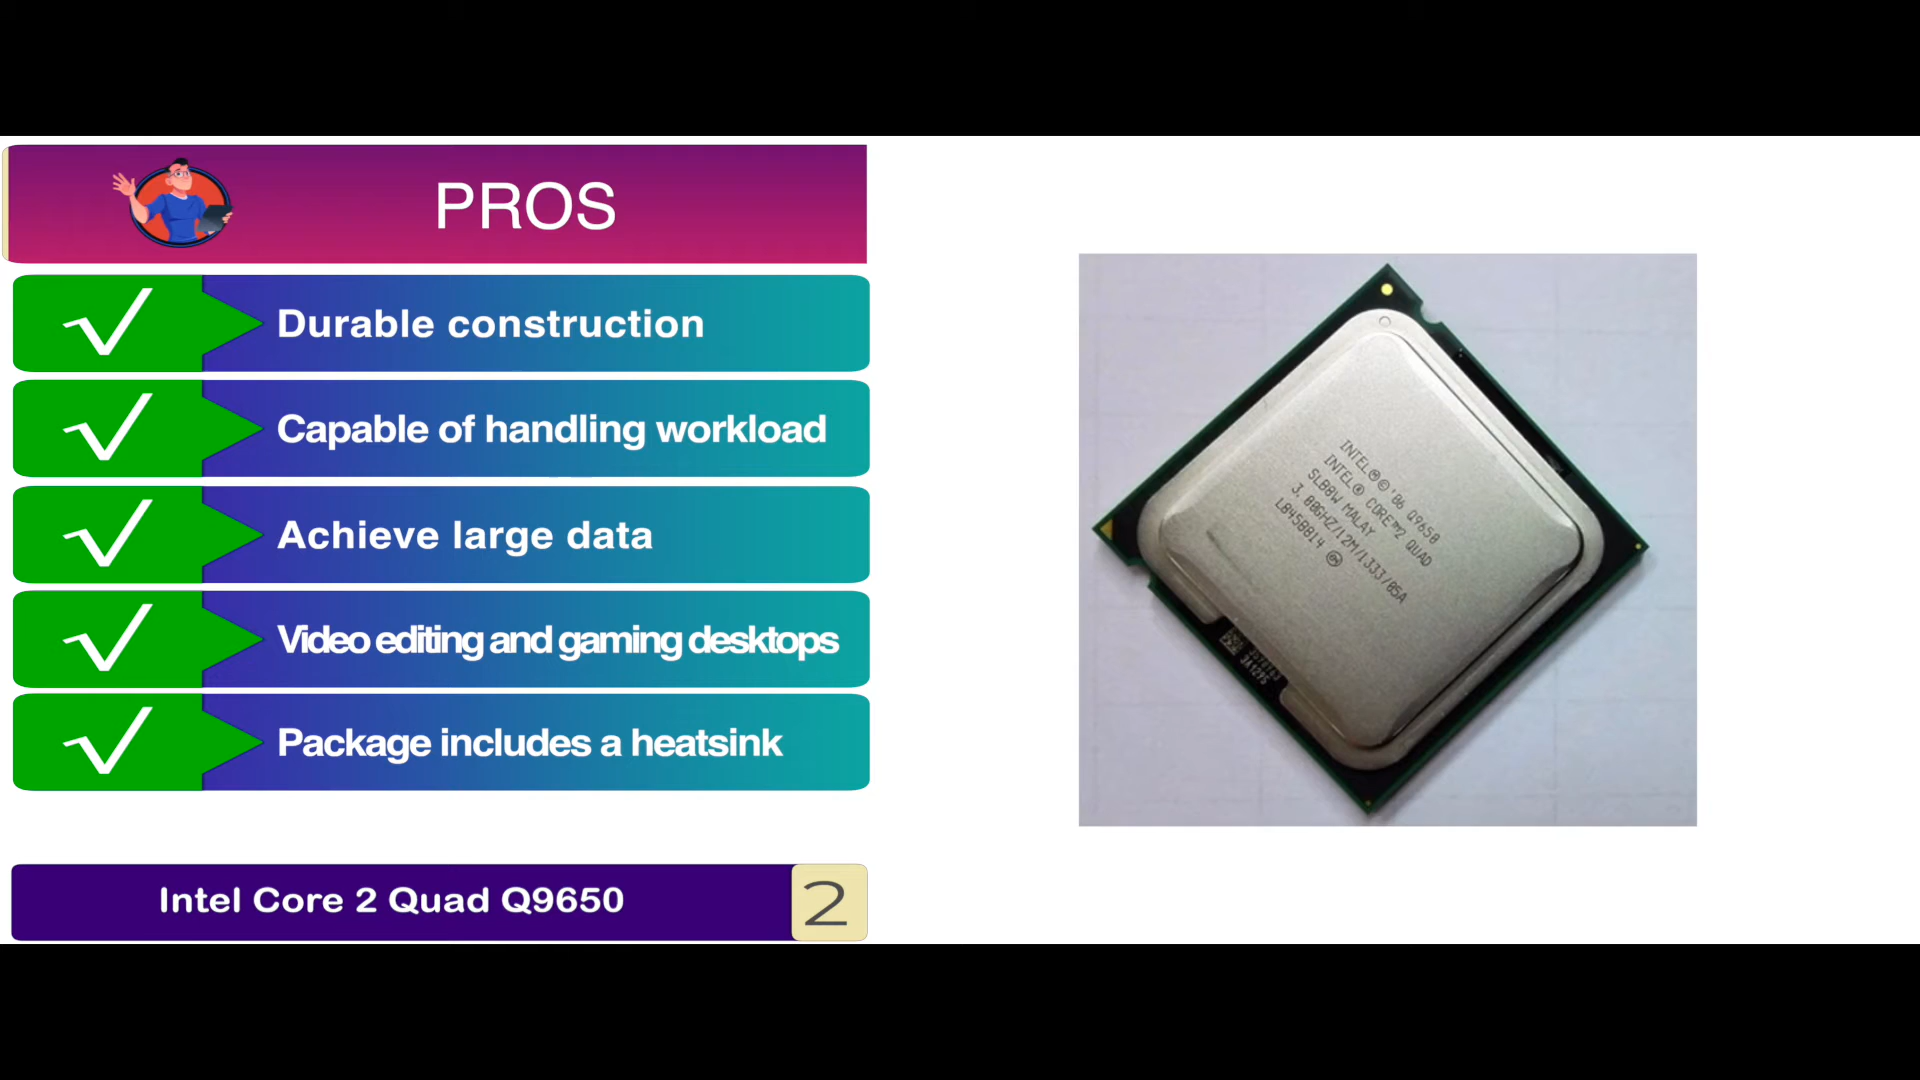 PROS
Durable construction
Capable of handling workload
Achieve large data
Video editing and gaming desktops
Package includes a heatsink
Intel Core 2 Quad Q9650
2
INTEL®©'06 Q9650
INTEL® CORE™2 QUAD
SLB8W MALAY
3.00GHZ/12M/1333/05A